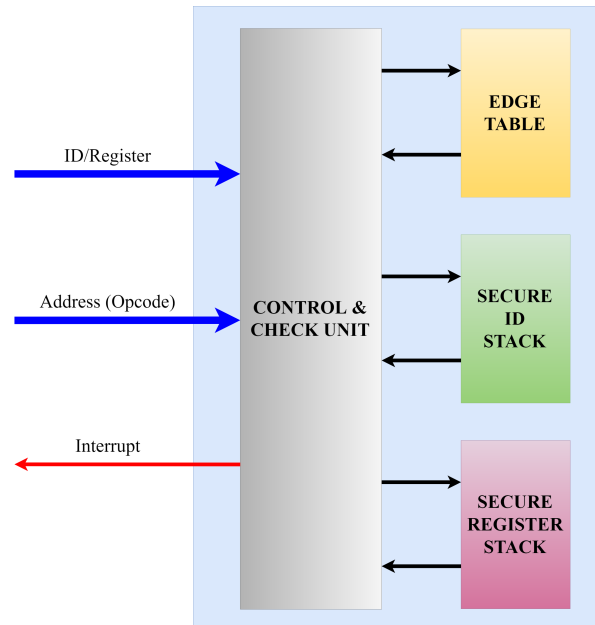 EDGE
TABLE
ID/Register
Address (Opcode)
CONTROL &
CHECK UNIT
SECURE
ID
STACK
Interrupt
SECURE
REGISTER
STACK